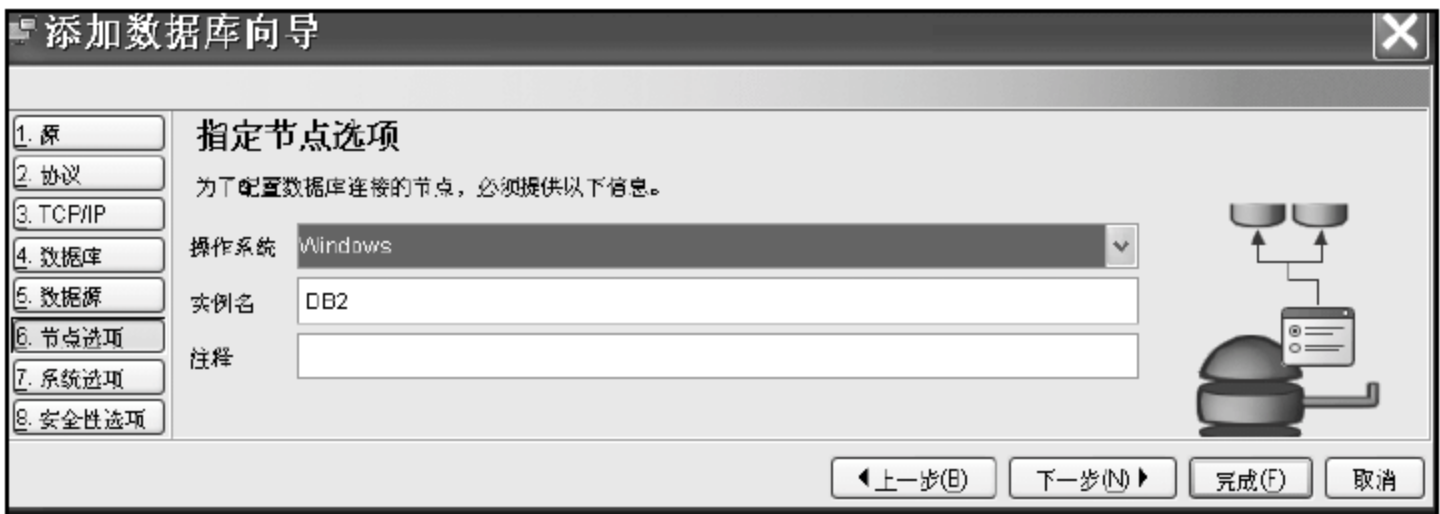 添加数据库向导
1. 源
2. 协议
3. TCP/IP
4. 数据库
5. 数据源
6. 节点选项
7. 系统选项
8. 安全性选项
指定节点选项
为了配置数据库连接的节点，必须提供以下信息。
操作系统 Windows
实例名 DB2
注释
上一步(B) 下一步(N) 完成(F) 取消